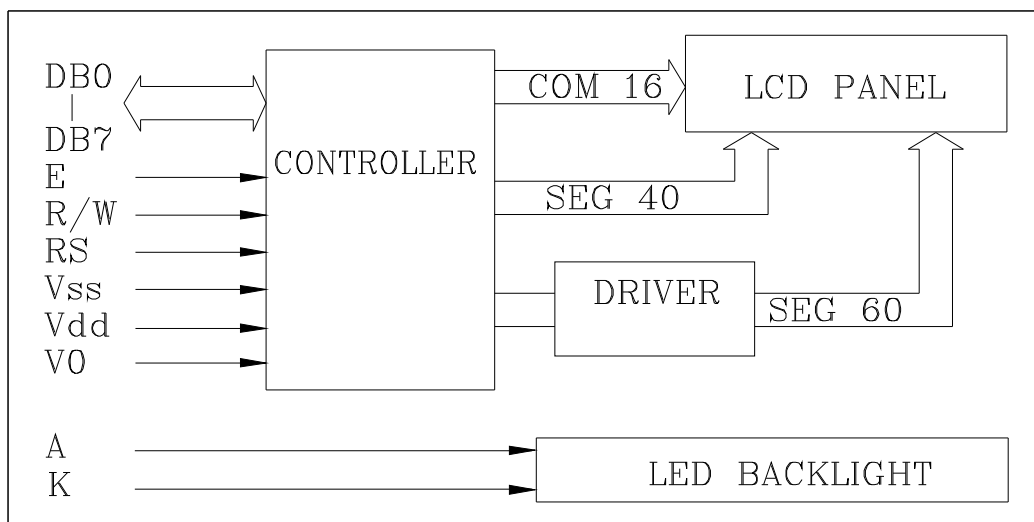 DB0
DB7
E
R/W
RS
Vss
Vdd
V0
A
K
CONTROLLER
COM 16
LCD PANEL
SEG 40
DRIVER
SEG 60
LED BACKLIGHT